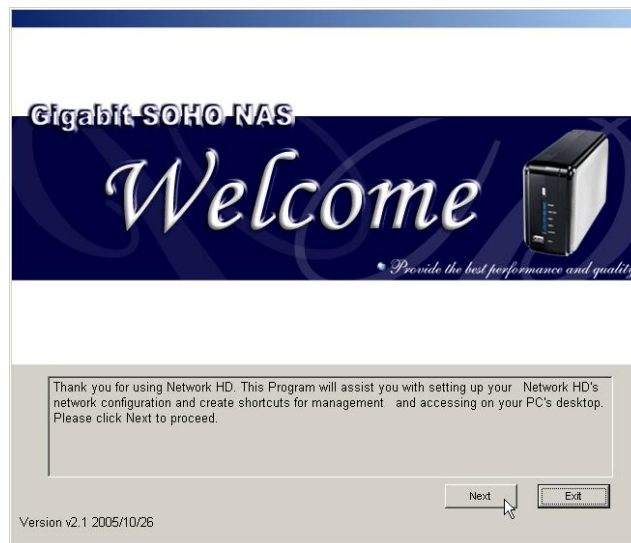 Gigabit SOHO NAS
Welcome
Provide the best performance and quality
Thank you for using Network HD. This Program will assist you with setting up your Network HD's
network configuration and create shortcuts for management and accessing on your PC's desktop.
Please click Next to proceed.
Next Exit
Version v2.1 2005/10/26